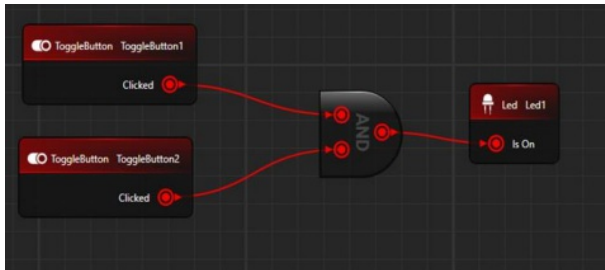 ToggleButton ToggleButton1
Clicked
ToggleButton ToggleButton2
Clicked
AND
Led Led1
Is On